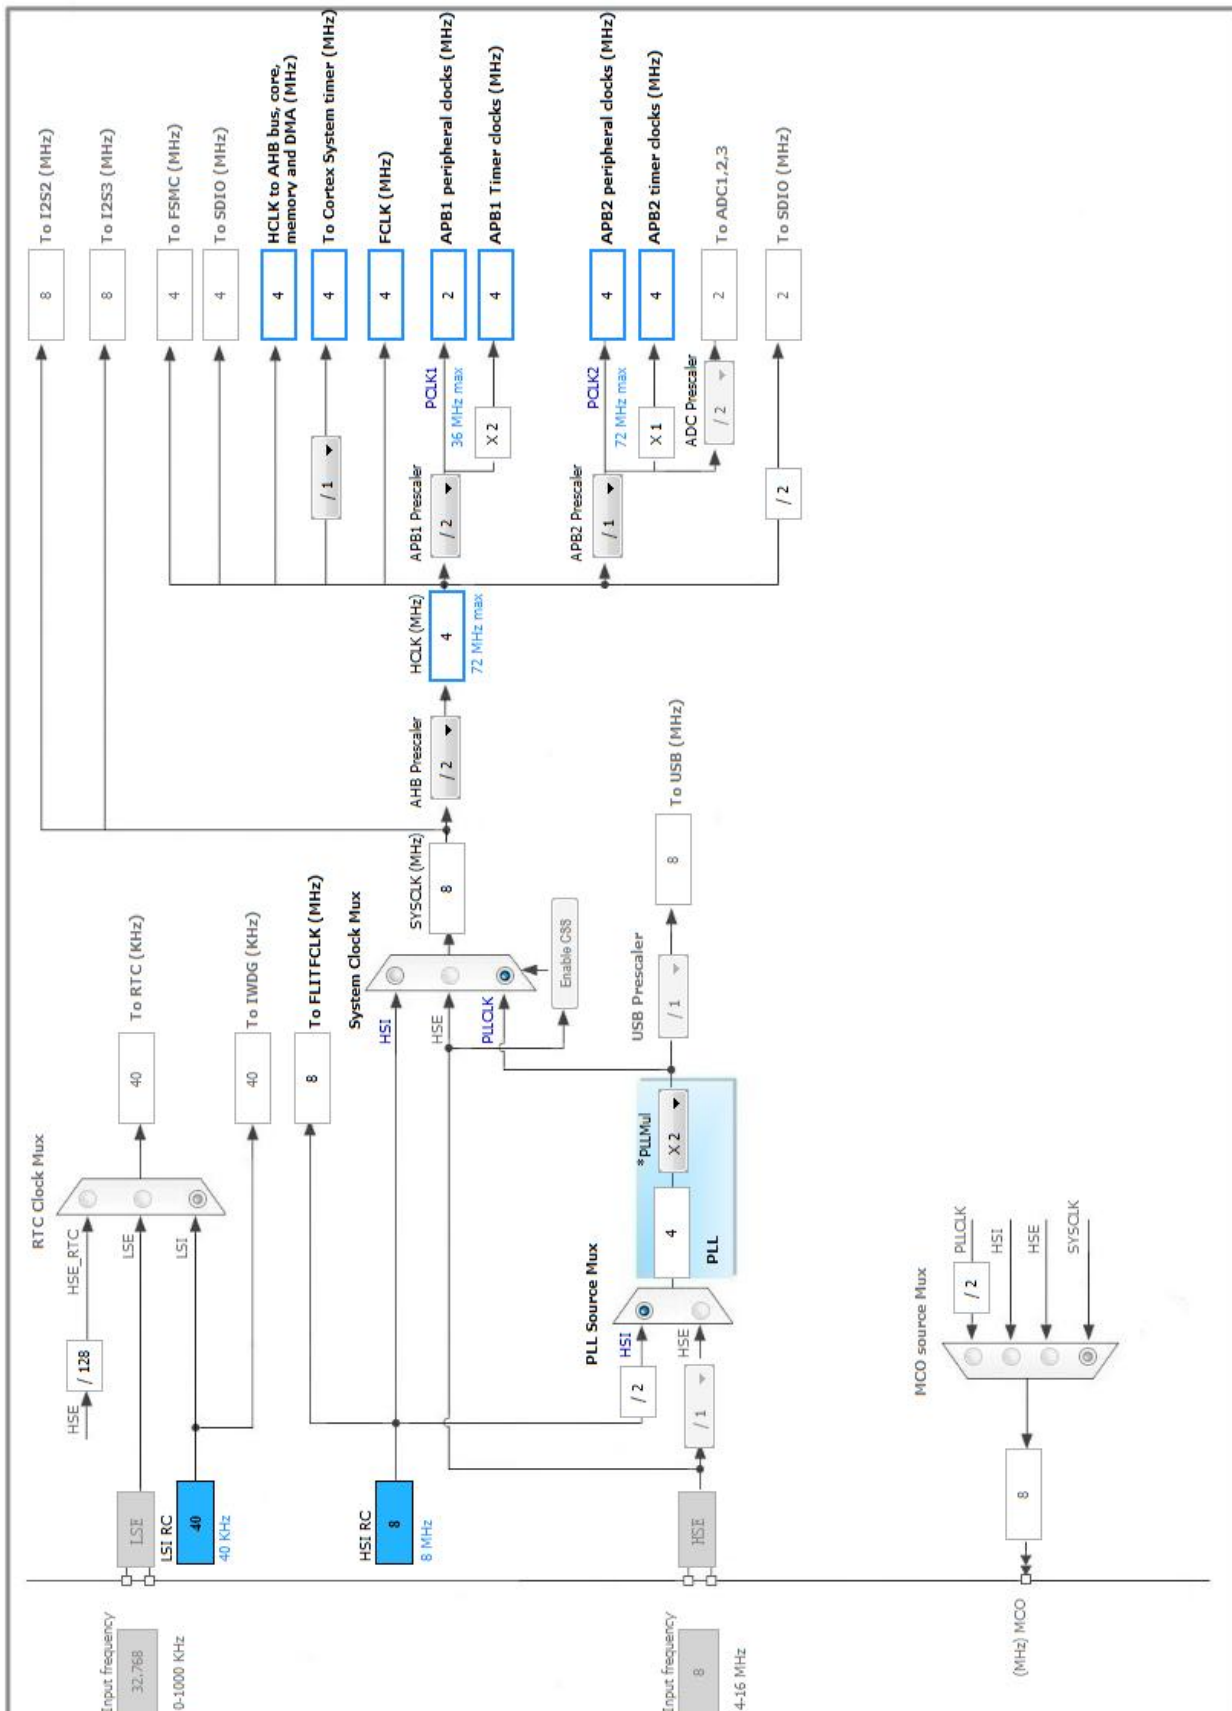 Input frequency
32.768
0-1000 KHz
LSE
LSI RC
40
40 KHz
HSE
/ 128
HSE_RTC
LSE
LSI
RTC Clock Mux
40
To RTC (KHz)
40
To IWDG (KHz)
HSI RC
8
8 MHz
8
To FLITFCLK (MHz)
System Clock Mux
HSI
HSE
PLLCLK
Enable CSS
SYSCLK (MHz)
8
AHB Prescaler
/ 2
HCLK (MHz)
4
72 MHz max
8
To I2S2 (MHz)
8
To I2S3 (MHz)
4
To FSMC (MHz)
4
To SDIO (MHz)
4
HCLK to AHB bus, core,
memory and DMA (MHz)
/ 1
4
To Cortex System timer (MHz)
4
FCLK (MHz)
APB1 Prescaler
/ 2
PCLK1
36 MHz max
2
APB1 peripheral clocks (MHz)
X 2
4
APB1 Timer clocks (MHz)
APB2 Prescaler
/ 1
PCLK2
72 MHz max
4
APB2 peripheral clocks (MHz)
X 1
4
APB2 timer clocks (MHz)
ADC Prescaler
/ 2
2
To ADC1,2,3
/ 2
2
To SDIO (MHz)
Input frequency
8
4-16 MHz
HSE
PLL Source Mux
HSI
/ 2
HSE
/ 1
4
*PLLMul
X 2
PLL
USB Prescaler
/ 1
8
To USB (MHz)
MCO source Mux
/ 2
PLLCLK
HSI
HSE
SYSCLK
8
(MHz) MCO